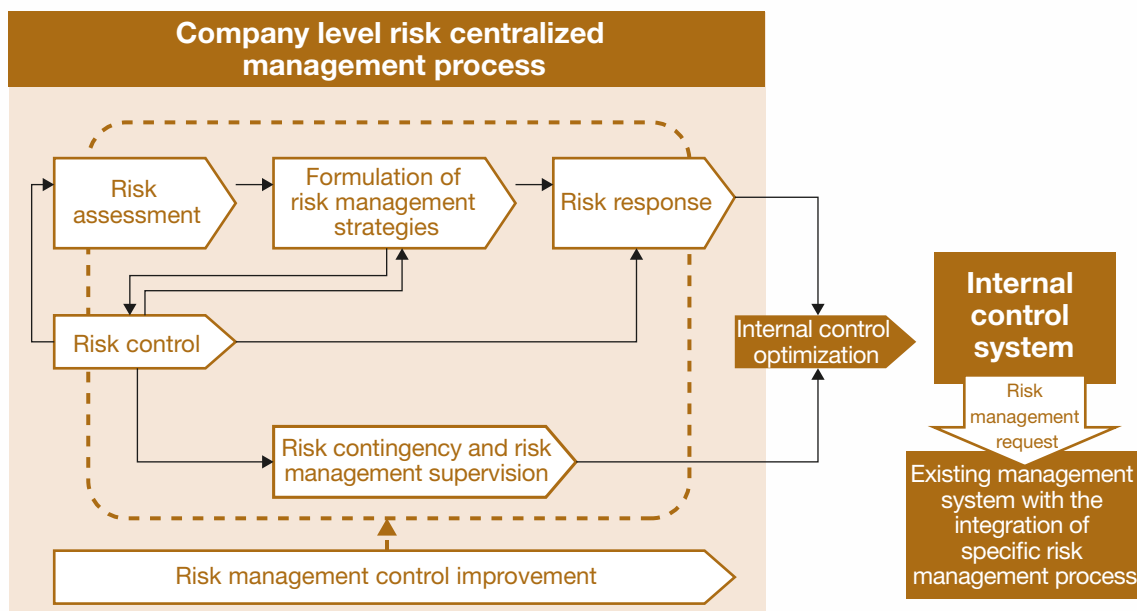 Company level risk centralized
management process
Risk
assessment
Formulation of
risk management
strategies
Risk response
Risk control
Internal control
optimization
Risk contingency and risk
management supervision
Risk management control improvement
Internal
control
system
Risk
management
request
Existing management
system with the
integration of
specific risk
management process